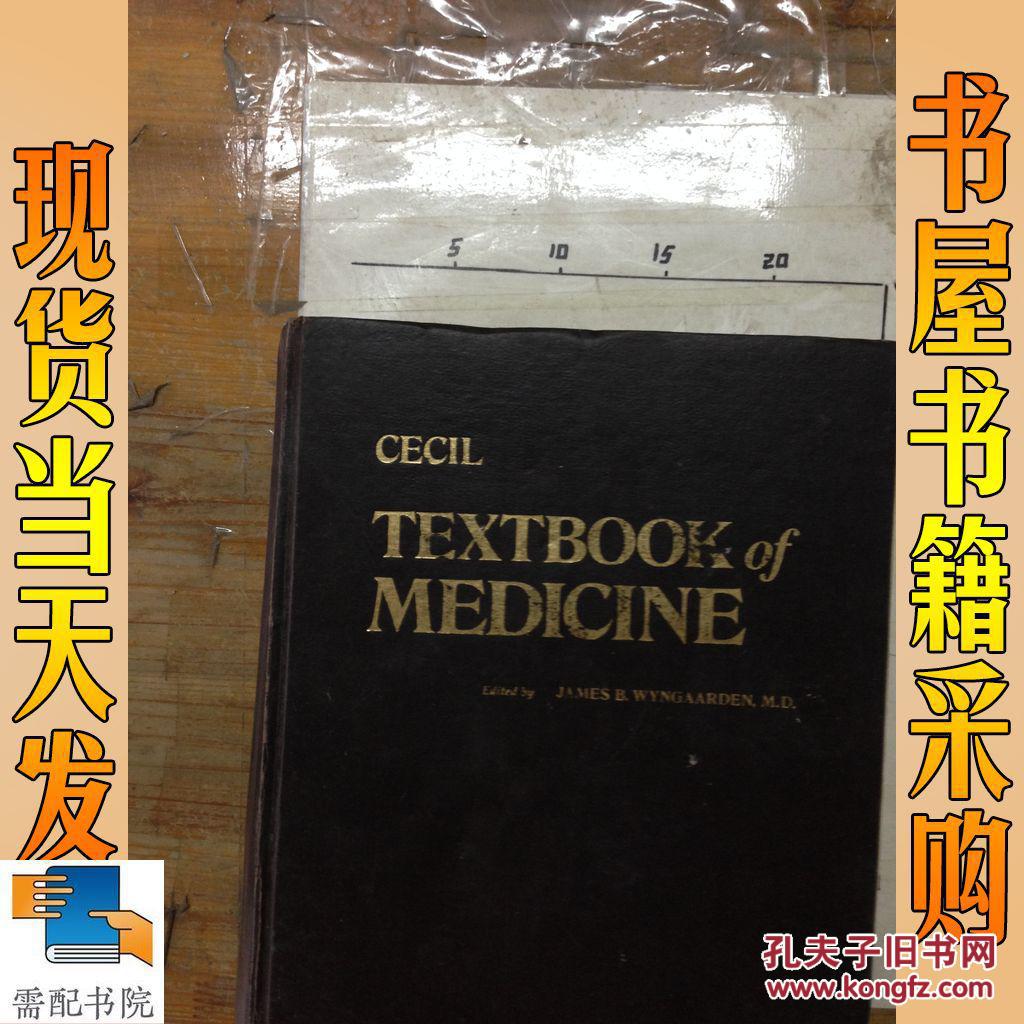 现货当天发
书屋书籍采购
5 10 15 20
CECIL
TEXTBOOK of
MEDICINE
Edited by JAMES B. WYNGAARDEN, M.D.
需配书院
孔夫子旧书网
www.kongfz.com